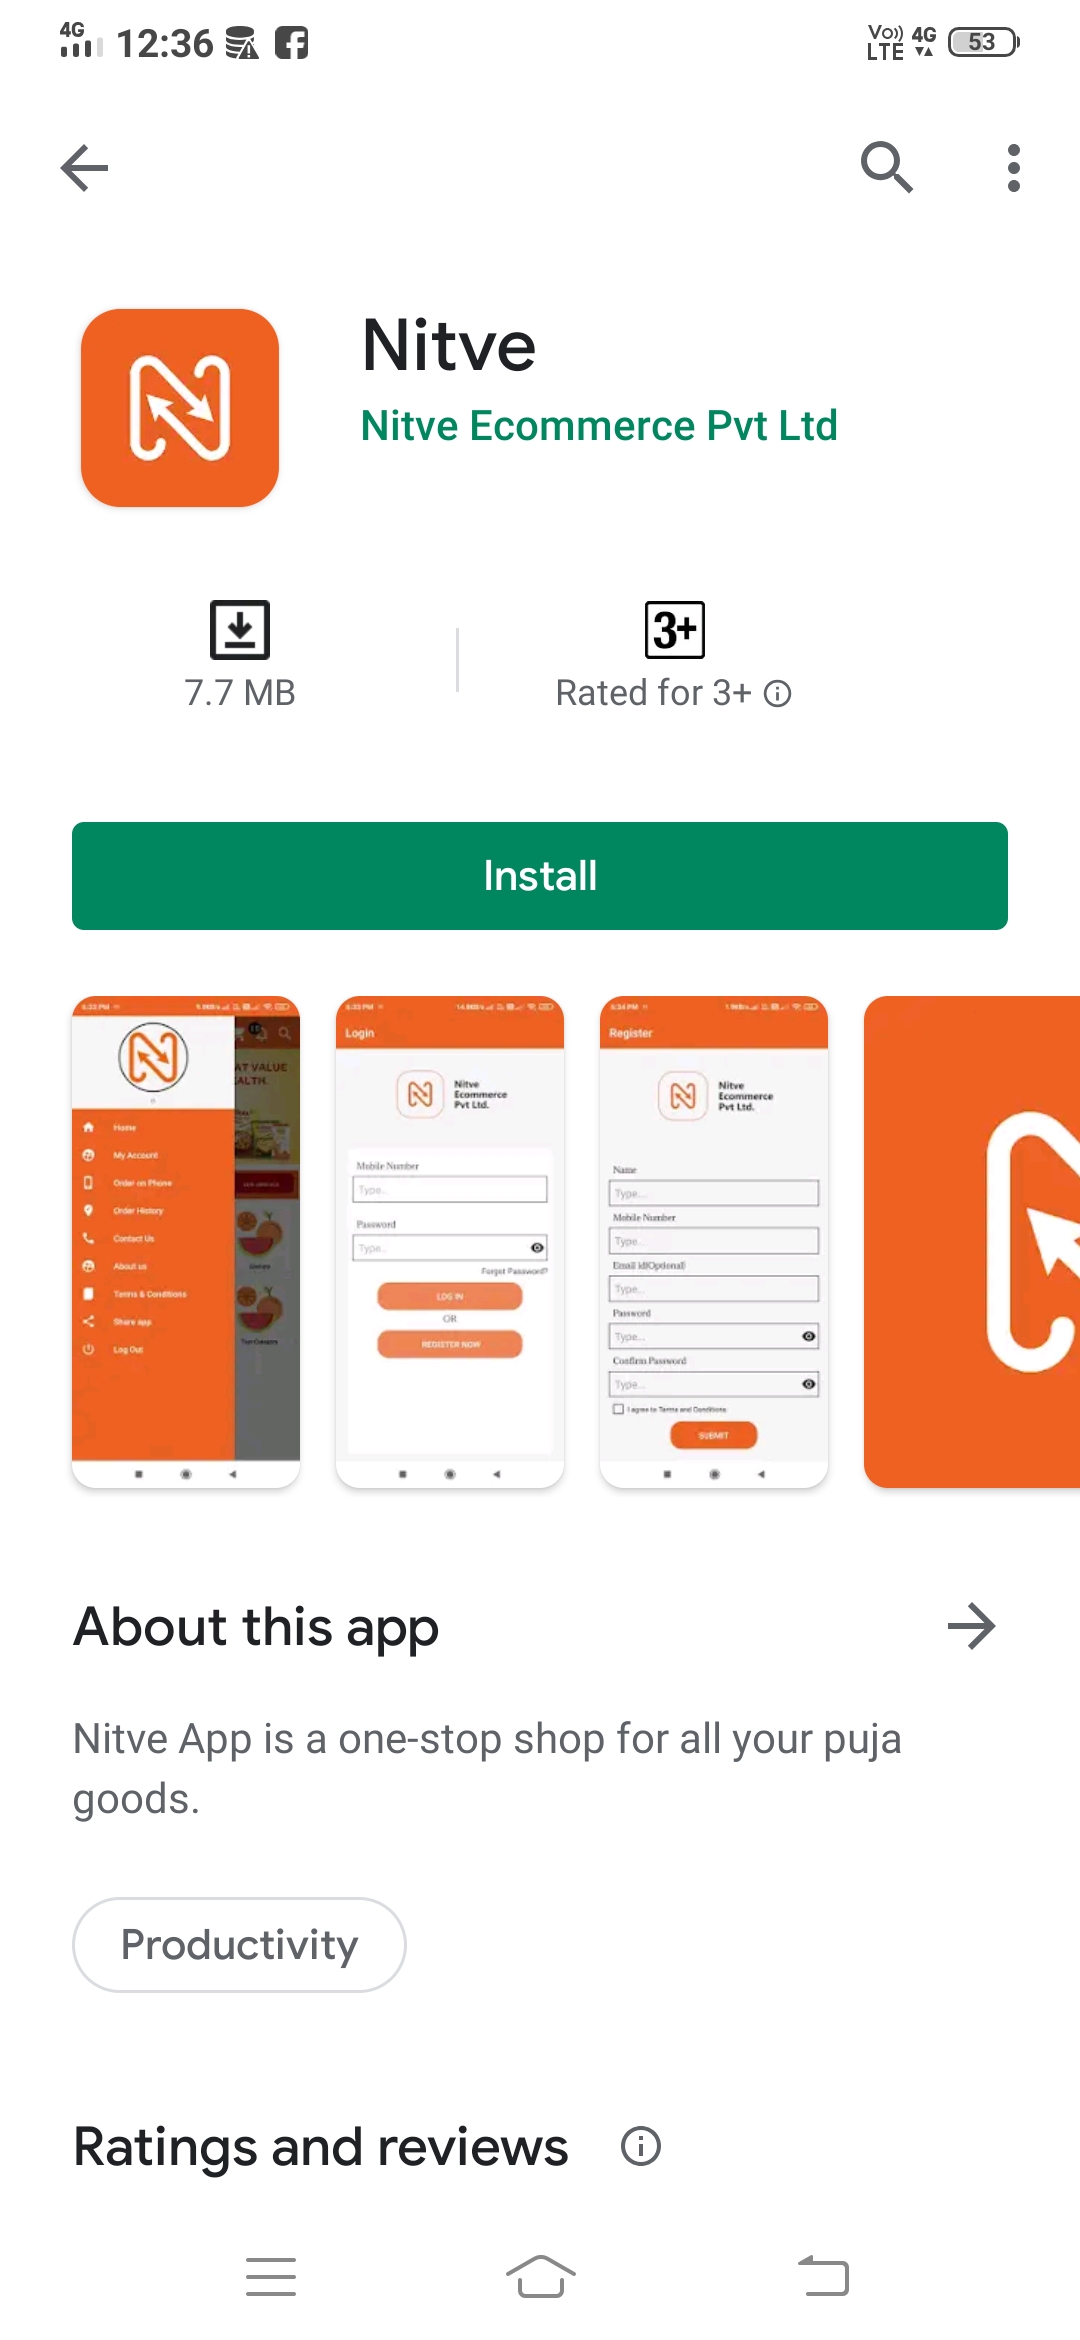 4G 12:36 Vo)) LTE 4G 53
Nitve
Nitve Ecommerce Pvt Ltd
3+
7.7 MB
Rated for 3+
Install
Home
My Account
Order on Phone
Order History
Contact Us
About us
Terms & Conditions
Share app
Log Out
Login
Nitve
Ecommerce
Pvt Ltd.
Mobile Number
Type..
Password
Type..
Forgot Password?
LOG IN
OR
REGISTER NOW
Register
Nitve
Ecommerce
Pvt Ltd.
Name
Type...
Mobile Number
Type..
Email id(Optional)
Type...
Password
Type...
Confirm Password
Type...
I agree to Terms and Conditions
SUBMIT
About this app
Nitve App is a one-stop shop for all your puja
goods.
Productivity
Ratings and reviews